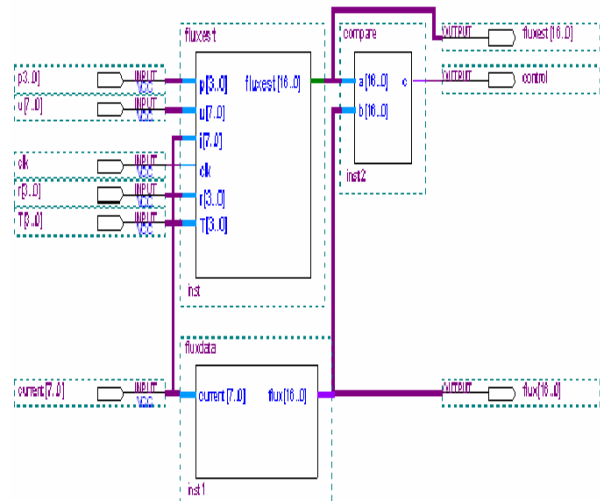 fluxest
compare
OUTPUT
fluxest[16..0]
p3..0]
INPUT
VCC
p[3..0]
fluxest[16..0]
a[16..0]
c
OUTPUT
control
u[7..0]
INPUT
VCC
u[7..0]
b[16..0]
i[7..0]
clk
INPUT
VCC
clk
inst2
r[3..0]
INPUT
VCC
r[3..0]
T[3..0]
INPUT
VCC
T[3..0]
inst
fluxdata
current[7..0]
INPUT
VCC
current[7..0]
flux[16..0]
OUTPUT
flux[16..0]
inst1